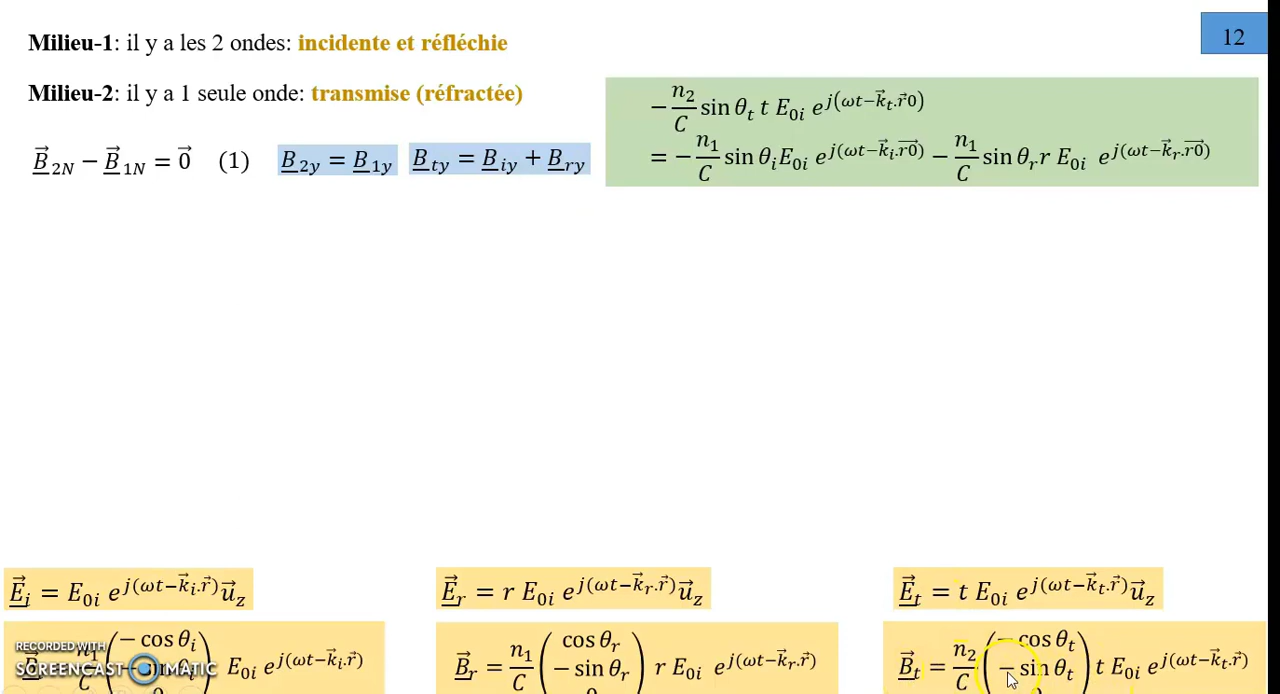 12
Milieu-1: il y a les 2 ondes: incidente et réfléchie
Milieu-2: il y a 1 seule onde: transmise (réfractée)
−n₂/C sin θₜ t E₀ᵢ e^{j(ωt−k⃗ₜ.r⃗0)}
= −n₁/C sin θᵢ E₀ᵢ e^{j(ωt−k⃗ᵢ.r0⃗)} − n₁/C sin θᵣ r E₀ᵢ e^{j(ωt−k⃗ᵣ.r0⃗)}
B⃗₂N − B⃗₁N = 0⃗ (1) B₂y = B₁y Bty = Biy + Bry
E⃗ᵢ = E₀ᵢ e^{j(ωt−k⃗ᵢ.r⃗)} u⃗z
E⃗ᵣ = r E₀ᵢ e^{j(ωt−k⃗ᵣ.r⃗)} u⃗z
E⃗ₜ = t E₀ᵢ e^{j(ωt−k⃗ₜ.r⃗)} u⃗z
n₁/C (− cos θᵢ E₀ᵢ e^{j(ωt−k⃗ᵢ.r⃗)}
B⃗ᵣ = n₁/C (cos θᵣ − sin θᵣ 0) r E₀ᵢ e^{j(ωt−k⃗ᵣ.r⃗)}
B⃗ₜ = n₂/C (− cos θₜ − sin θₜ 0) t E₀ᵢ e^{j(ωt−k⃗ₜ.r⃗)}
RECORDED WITH
SCREENCAST MATIC